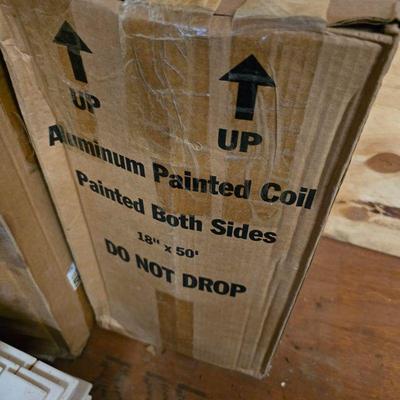 UP
UP
Aluminum Painted Coil
Painted Both Sides
18" x 50'
DO NOT DROP